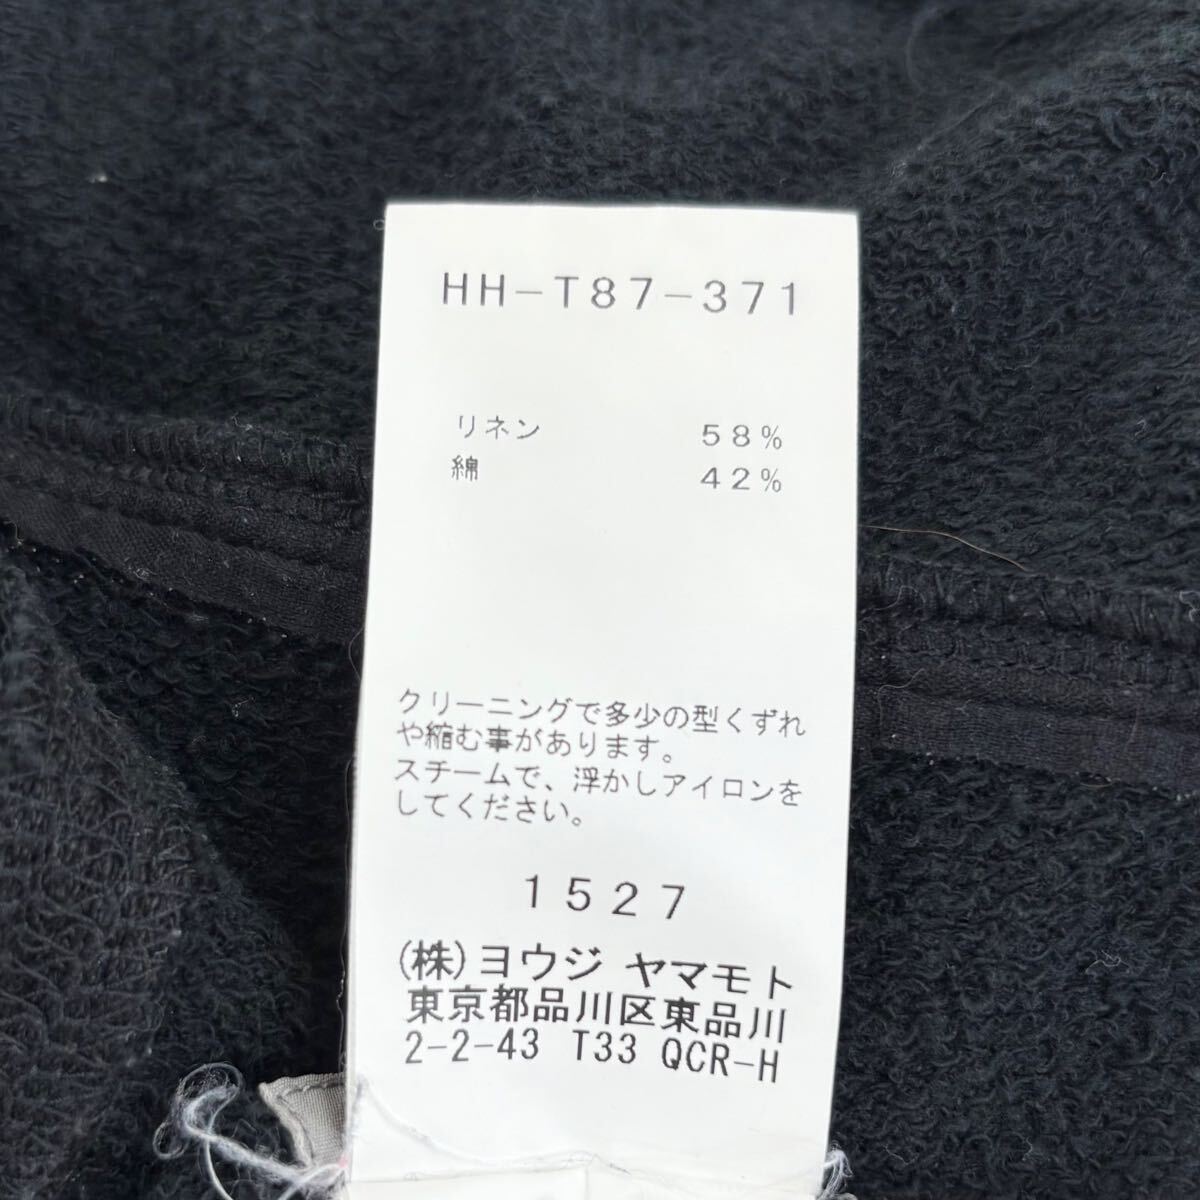 HH-T87-371
リネン 58%
綿 42%
クリーニングで多少の型くずれ
や縮む事があります。
スチームで、浮かしアイロンを
してください。
1527
(株)ヨウジ ヤマモト
東京都品川区東品川
2-2-43 T33 QCR-H